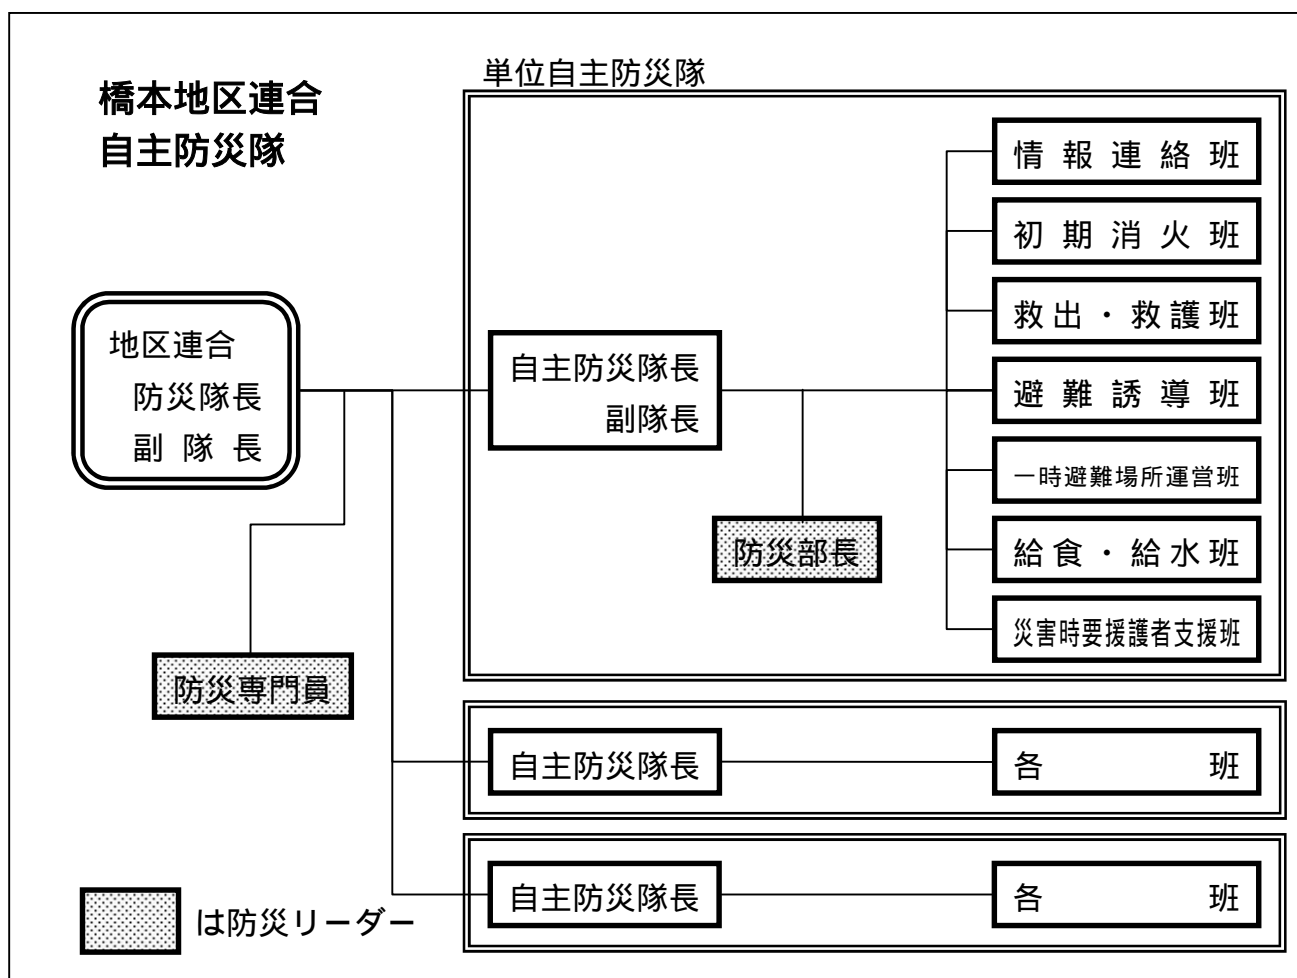 橋本地区連合
自主防災隊
単位自主防災隊
地区連合
防災隊長
副隊長
自主防災隊長
副隊長
防災部長
防災専門員
情報連絡班
初期消火班
救出・救護班
避難誘導班
一時避難場所運営班
給食・給水班
災害時要援護者支援班
自主防災隊長
各班
自主防災隊長
各班
は防災リーダー